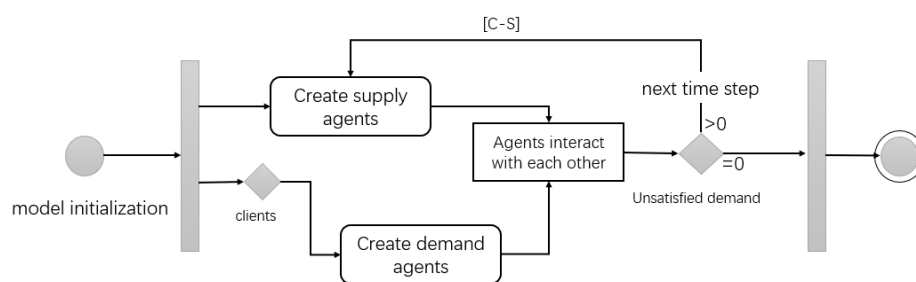 [C-S]
Create supply
agents
next time step
>0
Agents interact
with each other
=0
model initialization
clients
Unsatisfied demand
Create demand
agents